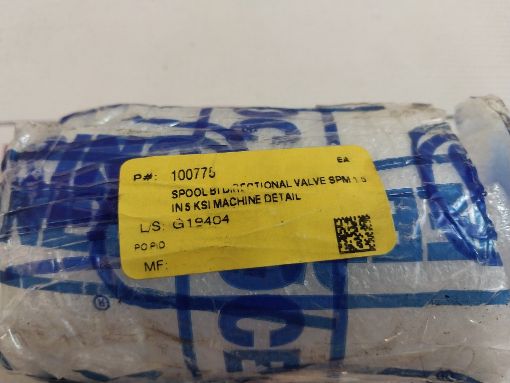 P#: 100775 EA
SPOOL BI DIRECTIONAL VALVE SPM 1.5
IN 5 KSI MACHINE DETAIL
L/S: G19404
PO P/O
MF:
®